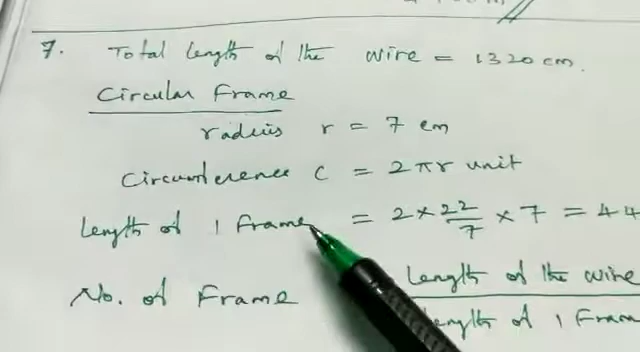 7. Total length of the wire = 1320 cm.
Circular Frame
radius r = 7 cm
Circumference C = 2πr unit
length of 1 frame = 2 × 22/7 × 7 = 44
No. of Frame Length of the wire / length of 1 Fram